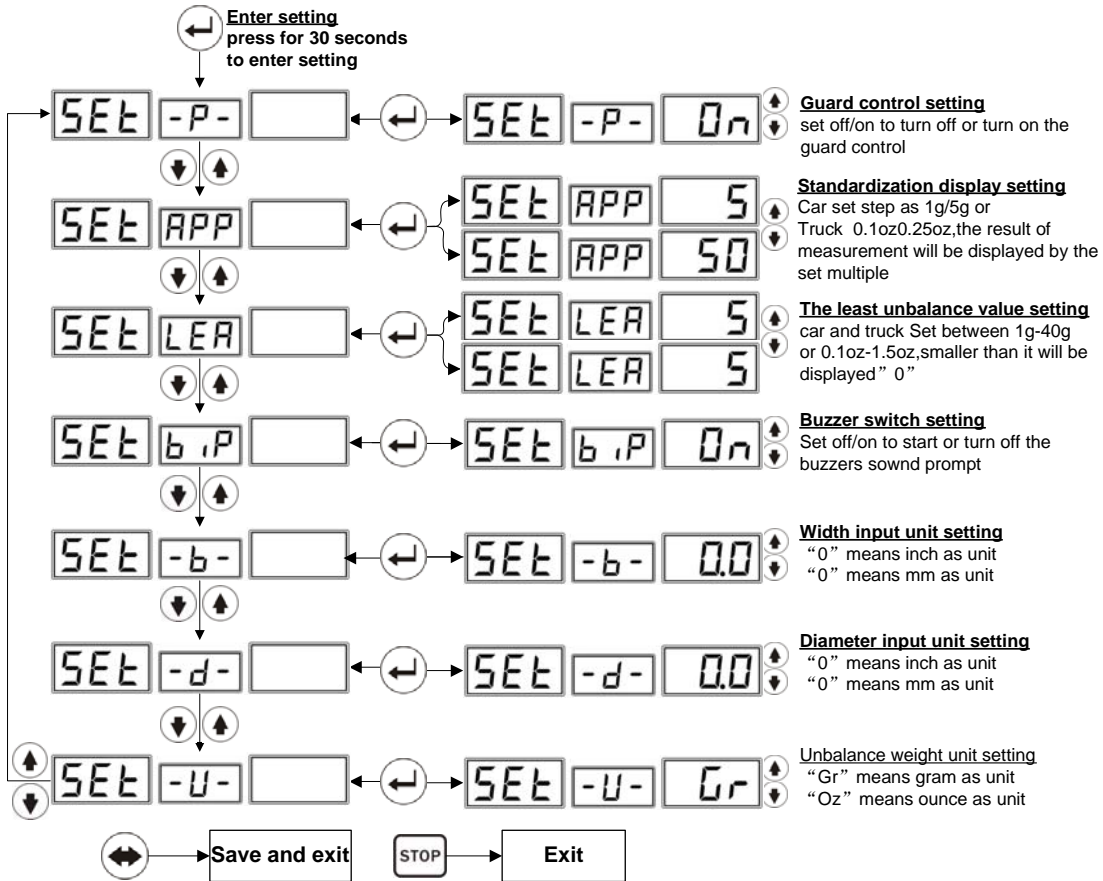 Enter setting
press for 30 seconds
to enter setting
SEt -P-
SEt -P- On
Guard control setting
set off/on to turn off or turn on the
guard control
SEt APP
SEt APP 5
SEt APP 50
Standardization display setting
Car set step as 1g/5g or
Truck 0.1oz0.25oz,the result of
measurement will be displayed by the
set multiple
SEt LEA
SEt LEA 5
SEt LEA 5
The least unbalance value setting
car and truck Set between 1g-40g
or 0.1oz-1.5oz,smaller than it will be
displayed” 0”
SEt biP
SEt biP On
Buzzer switch setting
Set off/on to start or turn off the
buzzers sownd prompt
SEt -b-
SEt -b- 0.0
Width input unit setting
“0” means inch as unit
“0” means mm as unit
SEt -d-
SEt -d- 0.0
Diameter input unit setting
“0” means inch as unit
“0” means mm as unit
SEt -U-
SEt -U- Gr
Unbalance weight unit setting
“Gr” means gram as unit
“Oz” means ounce as unit
Save and exit
STOP
Exit